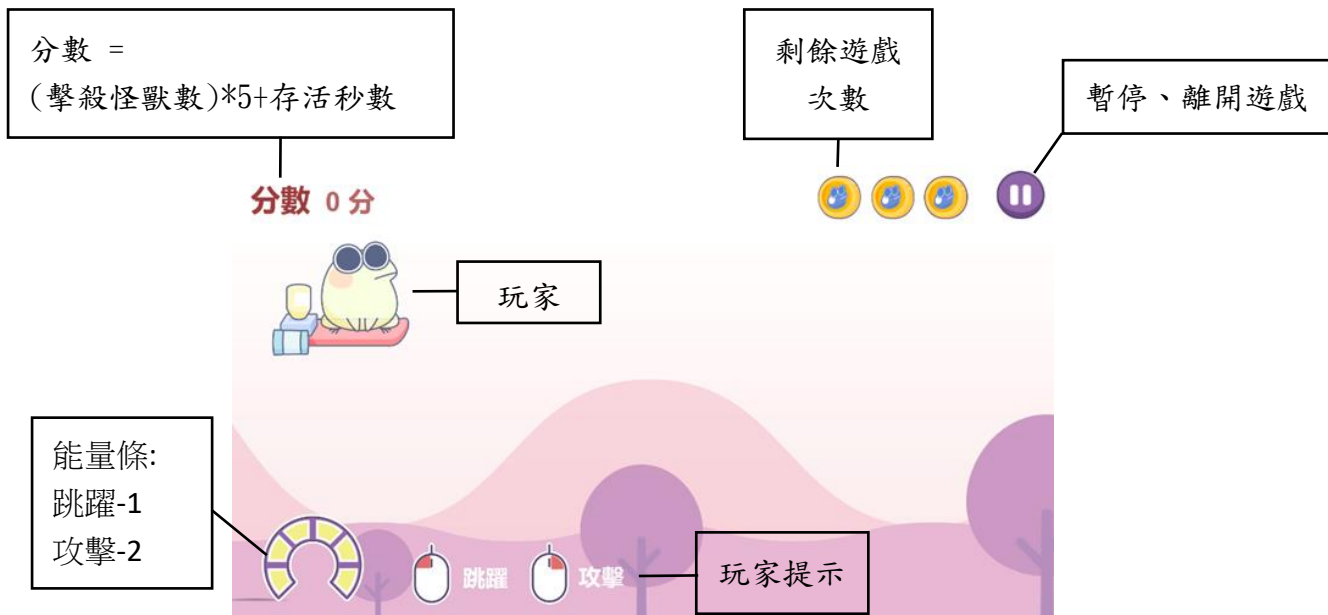 分數 =
(擊殺怪獸數)*5+存活秒數
剩餘遊戲
次數
暫停、離開遊戲
分數 0 分
玩家
能量條:
跳躍-1
攻擊-2
跳躍
攻擊
玩家提示